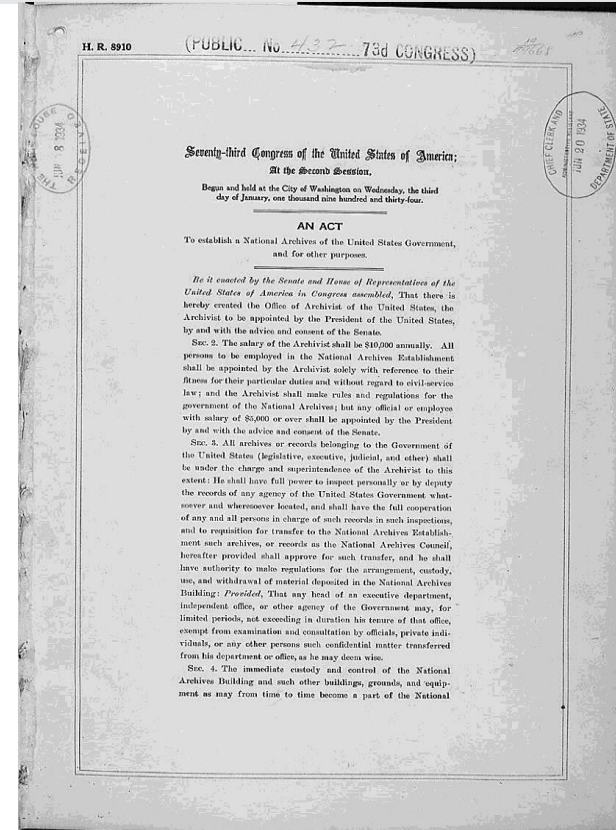 H. R. 8910
(PUBLIC... No. 432 73d CONGRESS)
THE WHITE HOUSE
JUN 8 1934
RECEIVED
CHIEF CLERK AND
JUN 20 1934
DEPARTMENT OF STATE
Seventy-third Congress of the United States of America;
At the Second Session,
Begun and held at the City of Washington on Wednesday, the third
day of January, one thousand nine hundred and thirty-four.
AN ACT
To establish a National Archives of the United States Government,
and for other purposes.
Be it enacted by the Senate and House of Representatives of the
United States of America in Congress assembled, That there is
hereby created the Office of Archivist of the United States, the
Archivist to be appointed by the President of the United States,
by and with the advice and consent of the Senate.
SEC. 2. The salary of the Archivist shall be $10,000 annually. All
persons to be employed in the National Archives Establishment
shall be appointed by the Archivist solely with reference to their
fitness for their particular duties and without regard to civil-service
law; and the Archivist shall make rules and regulations for the
government of the National Archives; but any official or employee
with salary of $5,000 or over shall be appointed by the President
by and with the advice and consent of the Senate.
SEC. 3. All archives or records belonging to the Government of
the United States (legislative, executive, judicial, and other) shall
be under the charge and superintendence of the Archivist to this
extent: He shall have full power to inspect personally or by deputy
the records of any agency of the United States Government what-
soever and wheresoever located, and shall have the full cooperation
of any and all persons in charge of such records in such inspections,
and to requisition for transfer to the National Archives Establish-
ment such archives, or records as the National Archives Council,
hereafter provided shall approve for such transfer, and he shall
have authority to make regulations for the arrangement, custody,
use, and withdrawal of material deposited in the National Archives
Building: Provided, That any head of an executive department,
independent office, or other agency of the Government may, for
limited periods, not exceeding in duration his tenure of that office,
exempt from examination and consultation by officials, private indi-
viduals, or any other persons such confidential matter transferred
from his department or office, as he may deem wise.
SEC. 4. The immediate custody and control of the National
Archives Building and such other buildings, grounds, and equip-
ment as may from time to time become a part of the National